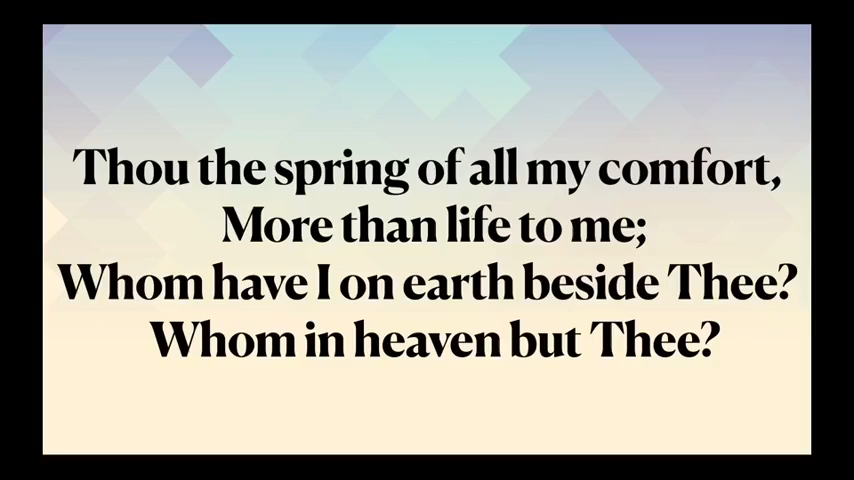 Thou the spring of all my comfort,
More than life to me;
Whom have I on earth beside Thee?
Whom in heaven but Thee?